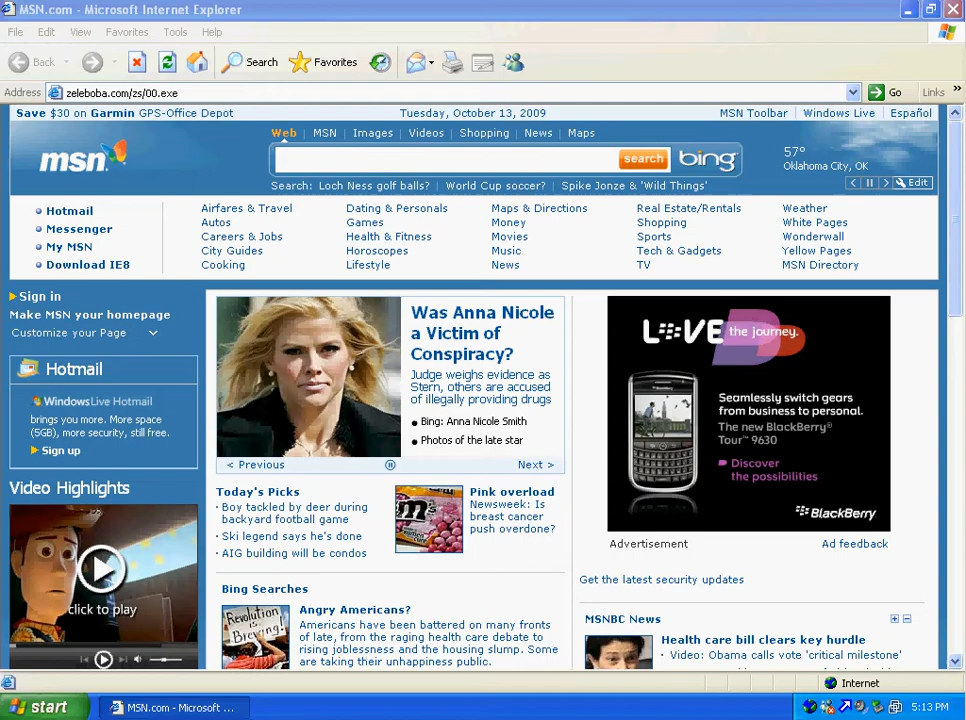 MSN.com - Microsoft Internet Explorer
File Edit View Favorites Tools Help
Back Search Favorites
Address zeleboba.com/zs/00.exe Go Links »
Save $30 on Garmin GPS-Office Depot Tuesday, October 13, 2009 MSN Toolbar Windows Live Español
Web MSN Images Videos Shopping News Maps
msn search bing
57°
Oklahoma City, OK
Edit
Search: Loch Ness golf balls? World Cup soccer? Spike Jonze & 'Wild Things'
Hotmail
Messenger
My MSN
Download IE8
Airfares & Travel
Autos
Careers & Jobs
City Guides
Cooking
Dating & Personals
Games
Health & Fitness
Horoscopes
Lifestyle
Maps & Directions
Money
Movies
Music
News
Real Estate/Rentals
Shopping
Sports
Tech & Gadgets
TV
Weather
White Pages
Wonderwall
Yellow Pages
MSN Directory
Sign in
Make MSN your homepage
Customize your Page
Hotmail
Windows Live Hotmail
brings you more. More space
(5GB), more security, still free.
Sign up
Video Highlights
click to play
Was Anna Nicole
a Victim of
Conspiracy?
Judge weighs evidence as
Stern, others are accused
of illegally providing drugs
Bing: Anna Nicole Smith
Photos of the late star
< Previous Next >
Today's Picks
Boy tackled by deer during
backyard football game
Ski legend says he's done
AIG building will be condos
Pink overload
Newsweek: Is
breast cancer
push overdone?
Bing Searches
Revolution
is
Brewing!
Angry Americans?
Americans have been battered on many fronts
of late, from the raging health care debate to
rising joblessness and the housing slump. Some
are taking their unhappiness public.
LOVE the journey.
Seamlessly switch gears
from business to personal.
The new BlackBerry®
Tour™ 9630
Discover
the possibilities
BlackBerry
Advertisement Ad feedback
Get the latest security updates
MSNBC News
Health care bill clears key hurdle
Video: Obama calls vote 'critical milestone'
Internet
start MSN.com - Microsoft ... 5:13 PM